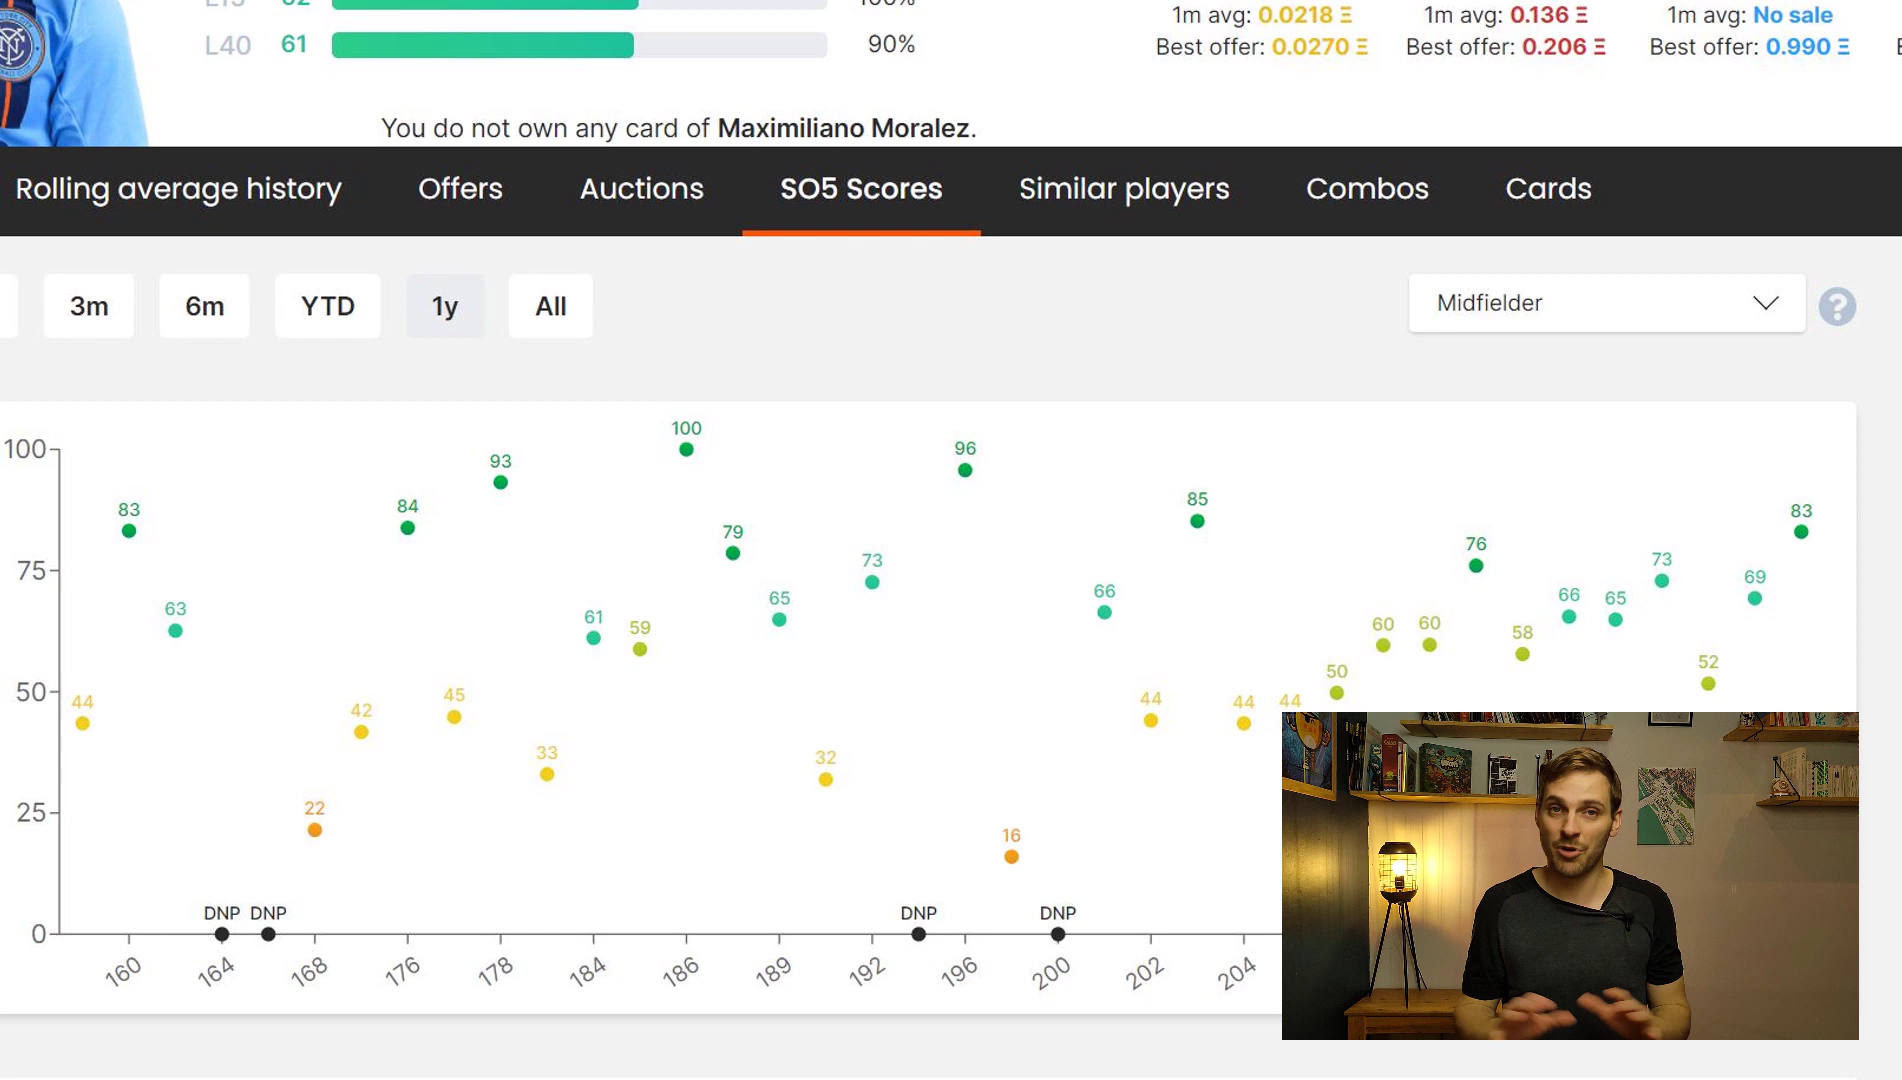 L15 62 100%
L40 61 90%
1m avg: 0.0218 Ξ 1m avg: 0.136 Ξ 1m avg: No sale
Best offer: 0.0270 Ξ Best offer: 0.206 Ξ Best offer: 0.990 Ξ
You do not own any card of Maximiliano Moralez.
Rolling average history Offers Auctions SO5 Scores Similar players Combos Cards
3m 6m YTD 1y All
Midfielder ?
100
75
50
25
0
44 83 63 DNP DNP 22 42 84 45 93 33 61 59 100 79 65 32 73 DNP 96 16 DNP 66 44 85 44 44 50 60 60 76 58 66 65 73 52 69 83
160 164 168 176 178 184 186 189 192 196 200 202 204